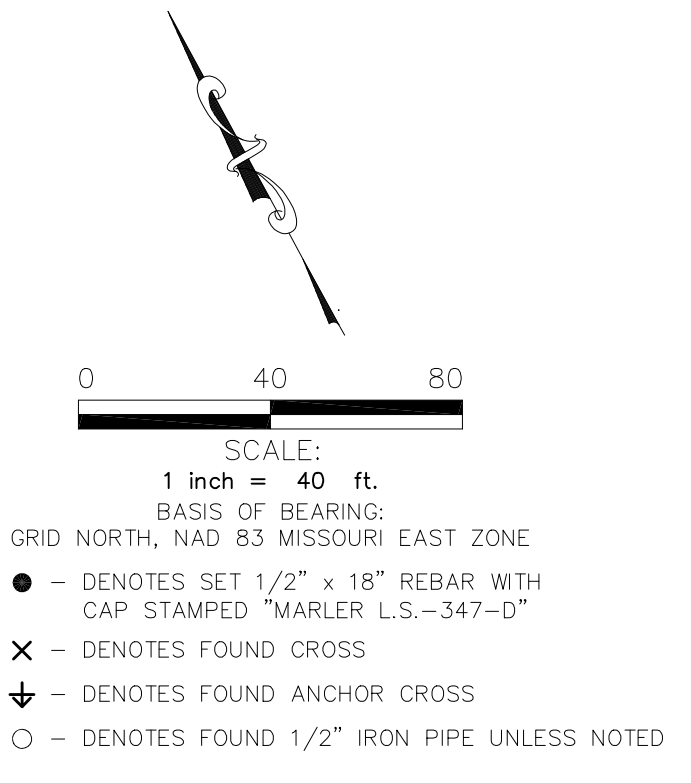 0 40 80
SCALE:
1 inch = 40 ft.
BASIS OF BEARING:
GRID NORTH, NAD 83 MISSOURI EAST ZONE
– DENOTES SET 1/2" x 18" REBAR WITH
CAP STAMPED "MARLER L.S.–347–D"
– DENOTES FOUND CROSS
– DENOTES FOUND ANCHOR CROSS
– DENOTES FOUND 1/2" IRON PIPE UNLESS NOTED